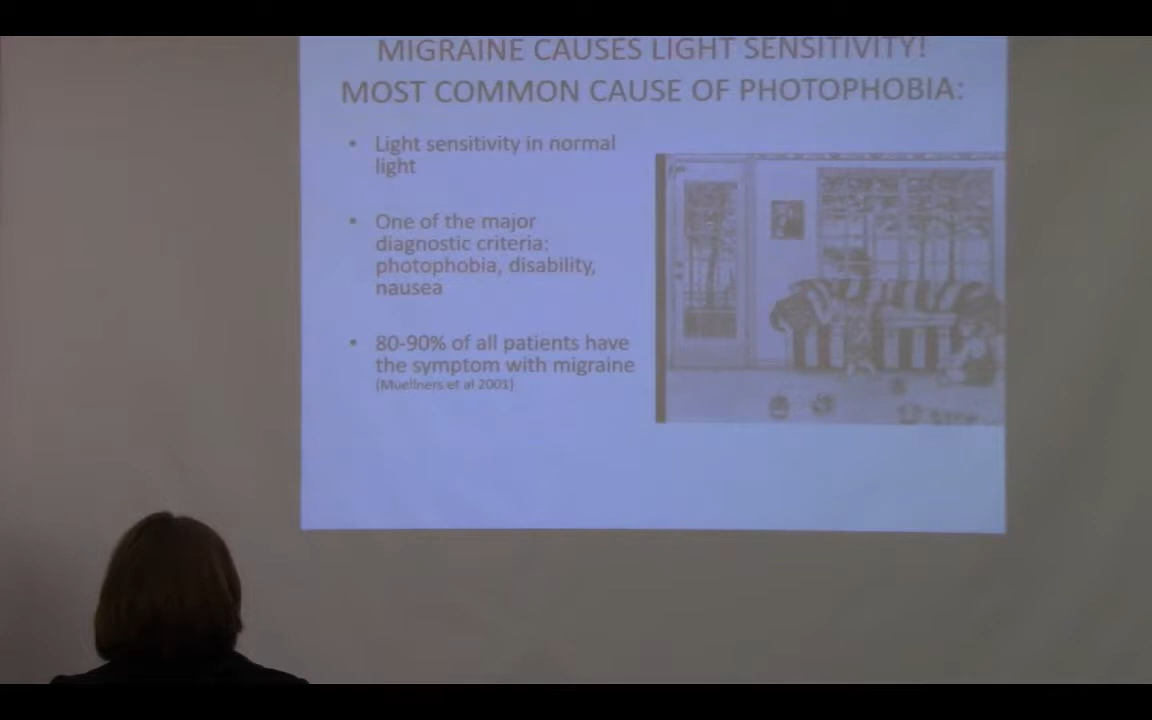 MIGRAINE CAUSES LIGHT SENSITIVITY!
MOST COMMON CAUSE OF PHOTOPHOBIA:
• Light sensitivity in normal
light
• One of the major
diagnostic criteria:
photophobia, disability,
nausea
• 80-90% of all patients have
the symptom with migraine
(Muellners et al 2001)